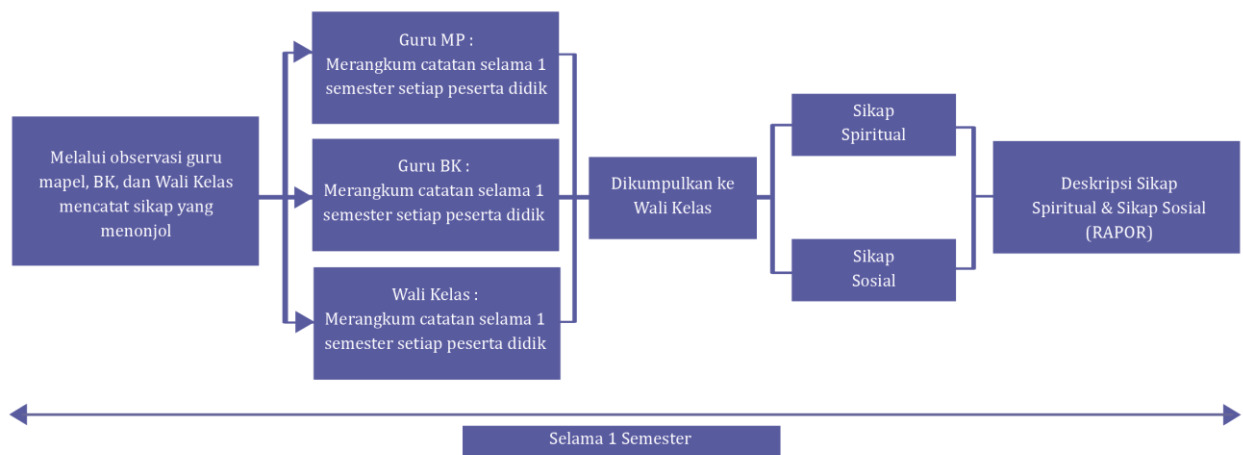 Melalui observasi guru
mapel, BK, dan Wali Kelas
mencatat sikap yang
menonjol
Guru MP :
Merangkum catatan selama 1
semester setiap peserta didik
Guru BK :
Merangkum catatan selama 1
semester setiap peserta didik
Wali Kelas :
Merangkum catatan selama 1
semester setiap peserta didik
Dikumpulkan ke
Wali Kelas
Sikap
Spiritual
Sikap
Sosial
Deskripsi Sikap
Spiritual & Sikap Sosial
(RAPOR)
Selama 1 Semester